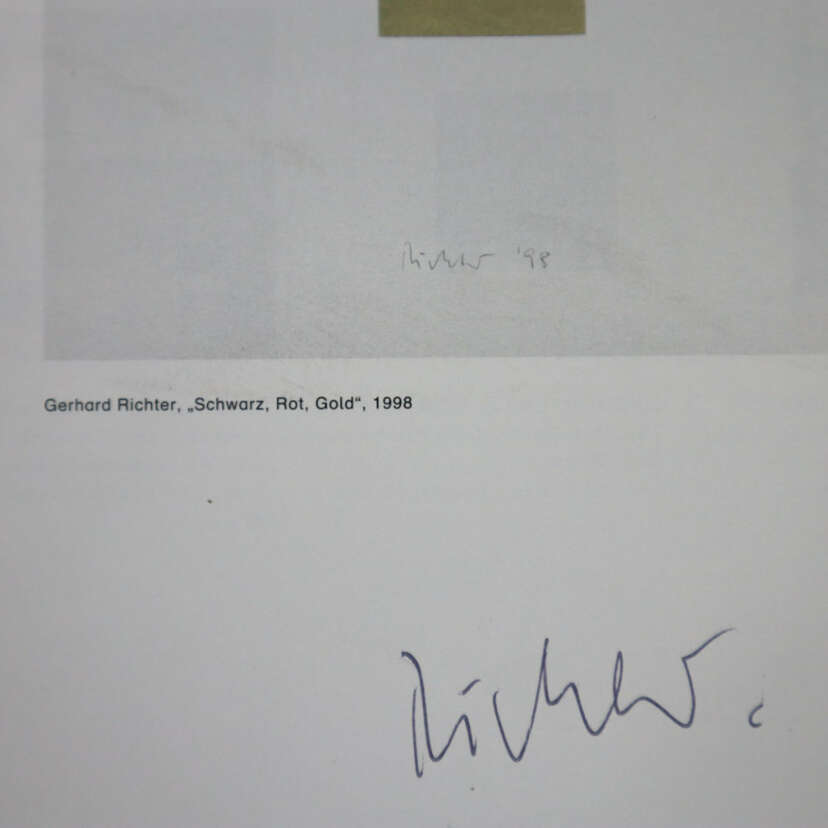 Richter '98
Gerhard Richter, „Schwarz, Rot, Gold“, 1998
Richter.